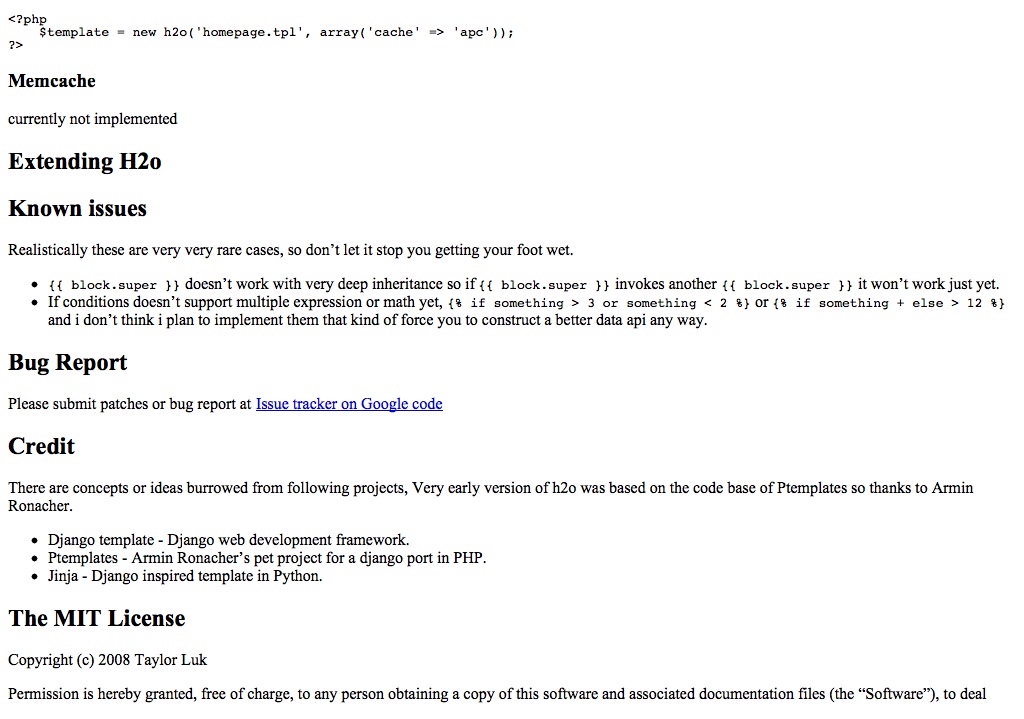 <?php
    $template = new h2o('homepage.tpl', array('cache' => 'apc'));
?>
Memcache
currently not implemented
Extending H2o
Known issues
Realistically these are very very rare cases, so don’t let it stop you getting your foot wet.
• {{ block.super }} doesn’t work with very deep inheritance so if {{ block.super }} invokes another {{ block.super }} it won’t work just yet.
• If conditions doesn’t support multiple expression or math yet, {% if something > 3 or something < 2 %} or {% if something + else > 12 %}
and i don’t think i plan to implement them that kind of force you to construct a better data api any way.
Bug Report
Please submit patches or bug report at Issue tracker on Google code
Credit
There are concepts or ideas burrowed from following projects, Very early version of h2o was based on the code base of Ptemplates so thanks to Armin
Ronacher.
• Django template - Django web development framework.
• Ptemplates - Armin Ronacher’s pet project for a django port in PHP.
• Jinja - Django inspired template in Python.
The MIT License
Copyright (c) 2008 Taylor Luk
Permission is hereby granted, free of charge, to any person obtaining a copy of this software and associated documentation files (the “Software”), to deal